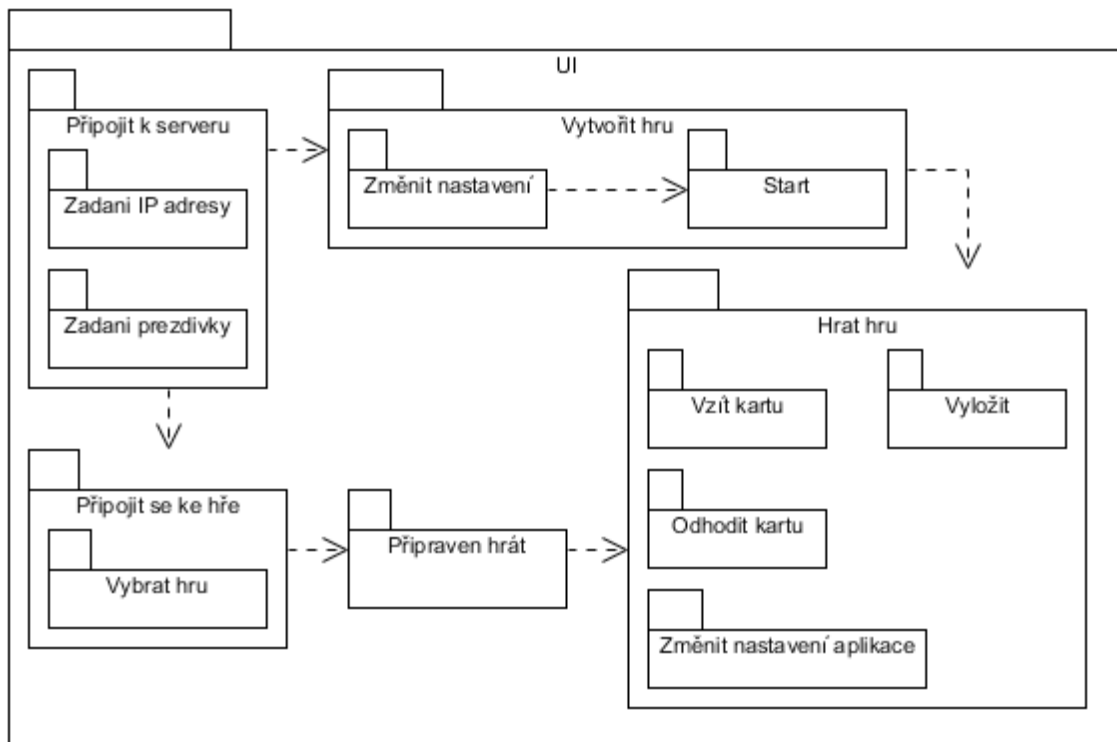 UI
Připojit k serveru
Zadani IP adresy
Zadani prezdivky
Vytvořit hru
Změnit nastavení
Start
Připojit se ke hře
Vybrat hru
Připraven hrát
Hrat hru
Vzít kartu
Vyložit
Odhodit kartu
Změnit nastavení aplikace